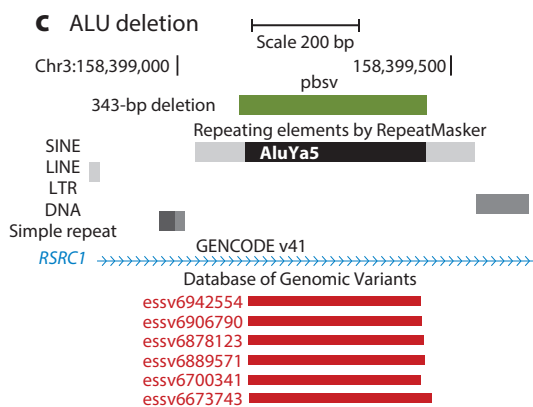 C ALU deletion
Scale 200 bp
Chr3:158,399,000
158,399,500
pbsv
343-bp deletion
Repeating elements by RepeatMasker
SINE
AluYa5
LINE
LTR
DNA
Simple repeat
GENCODE v41
RSRC1
Database of Genomic Variants
essv6942554
essv6906790
essv6878123
essv6889571
essv6700341
essv6673743